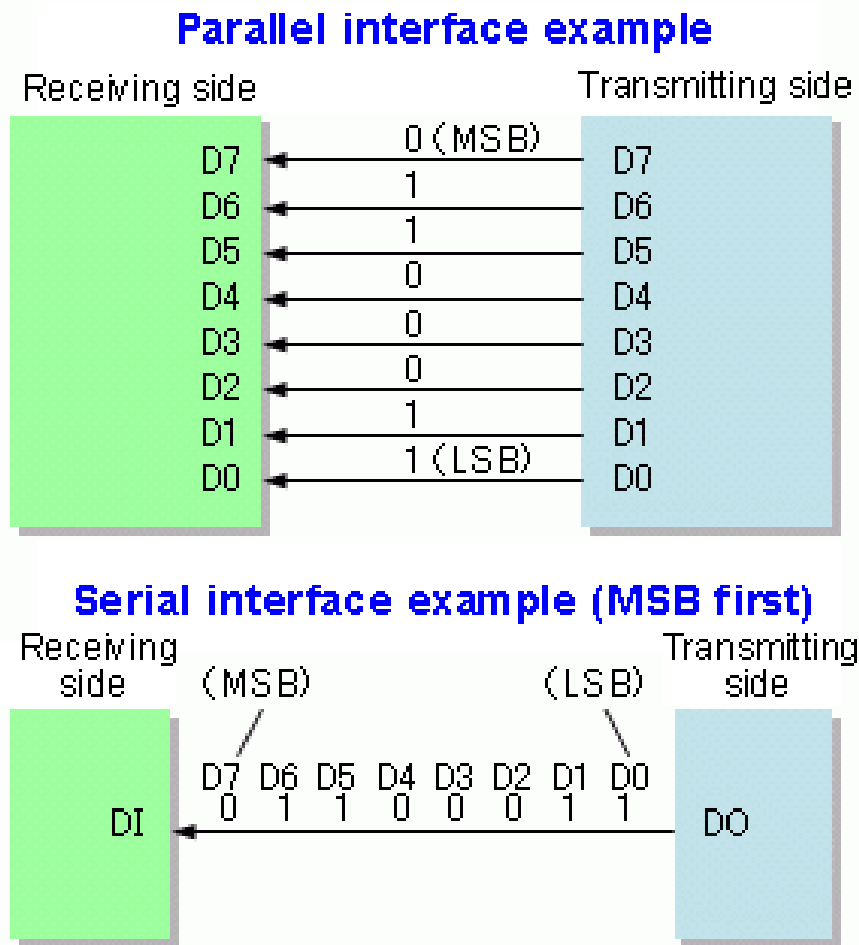 Parallel interface example
Receiving side
Transmitting side
D7 0 (MSB) D7
D6 1 D6
D5 1 D5
D4 0 D4
D3 0 D3
D2 0 D2
D1 1 D1
D0 1 (LSB) D0
Serial interface example (MSB first)
Receiving side
Transmitting side
(MSB) (LSB)
D7 D6 D5 D4 D3 D2 D1 D0
0 1 1 0 0 0 1 1
DI DO